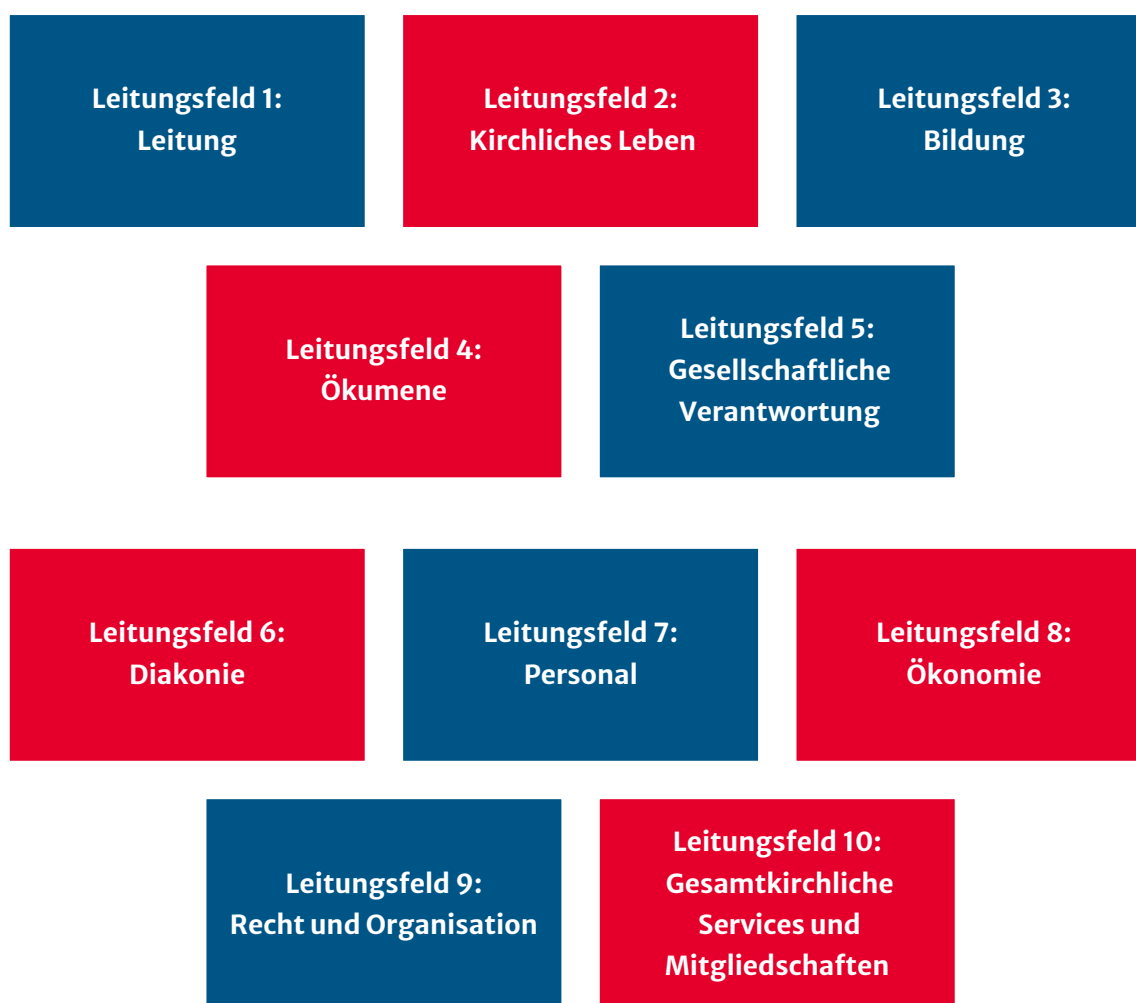 Leitungsfeld 1:
Leitung
Leitungsfeld 2:
Kirchliches Leben
Leitungsfeld 3:
Bildung
Leitungsfeld 4:
Ökumene
Leitungsfeld 5:
Gesellschaftliche
Verantwortung
Leitungsfeld 6:
Diakonie
Leitungsfeld 7:
Personal
Leitungsfeld 8:
Ökonomie
Leitungsfeld 9:
Recht und Organisation
Leitungsfeld 10:
Gesamtkirchliche
Services und
Mitgliedschaften